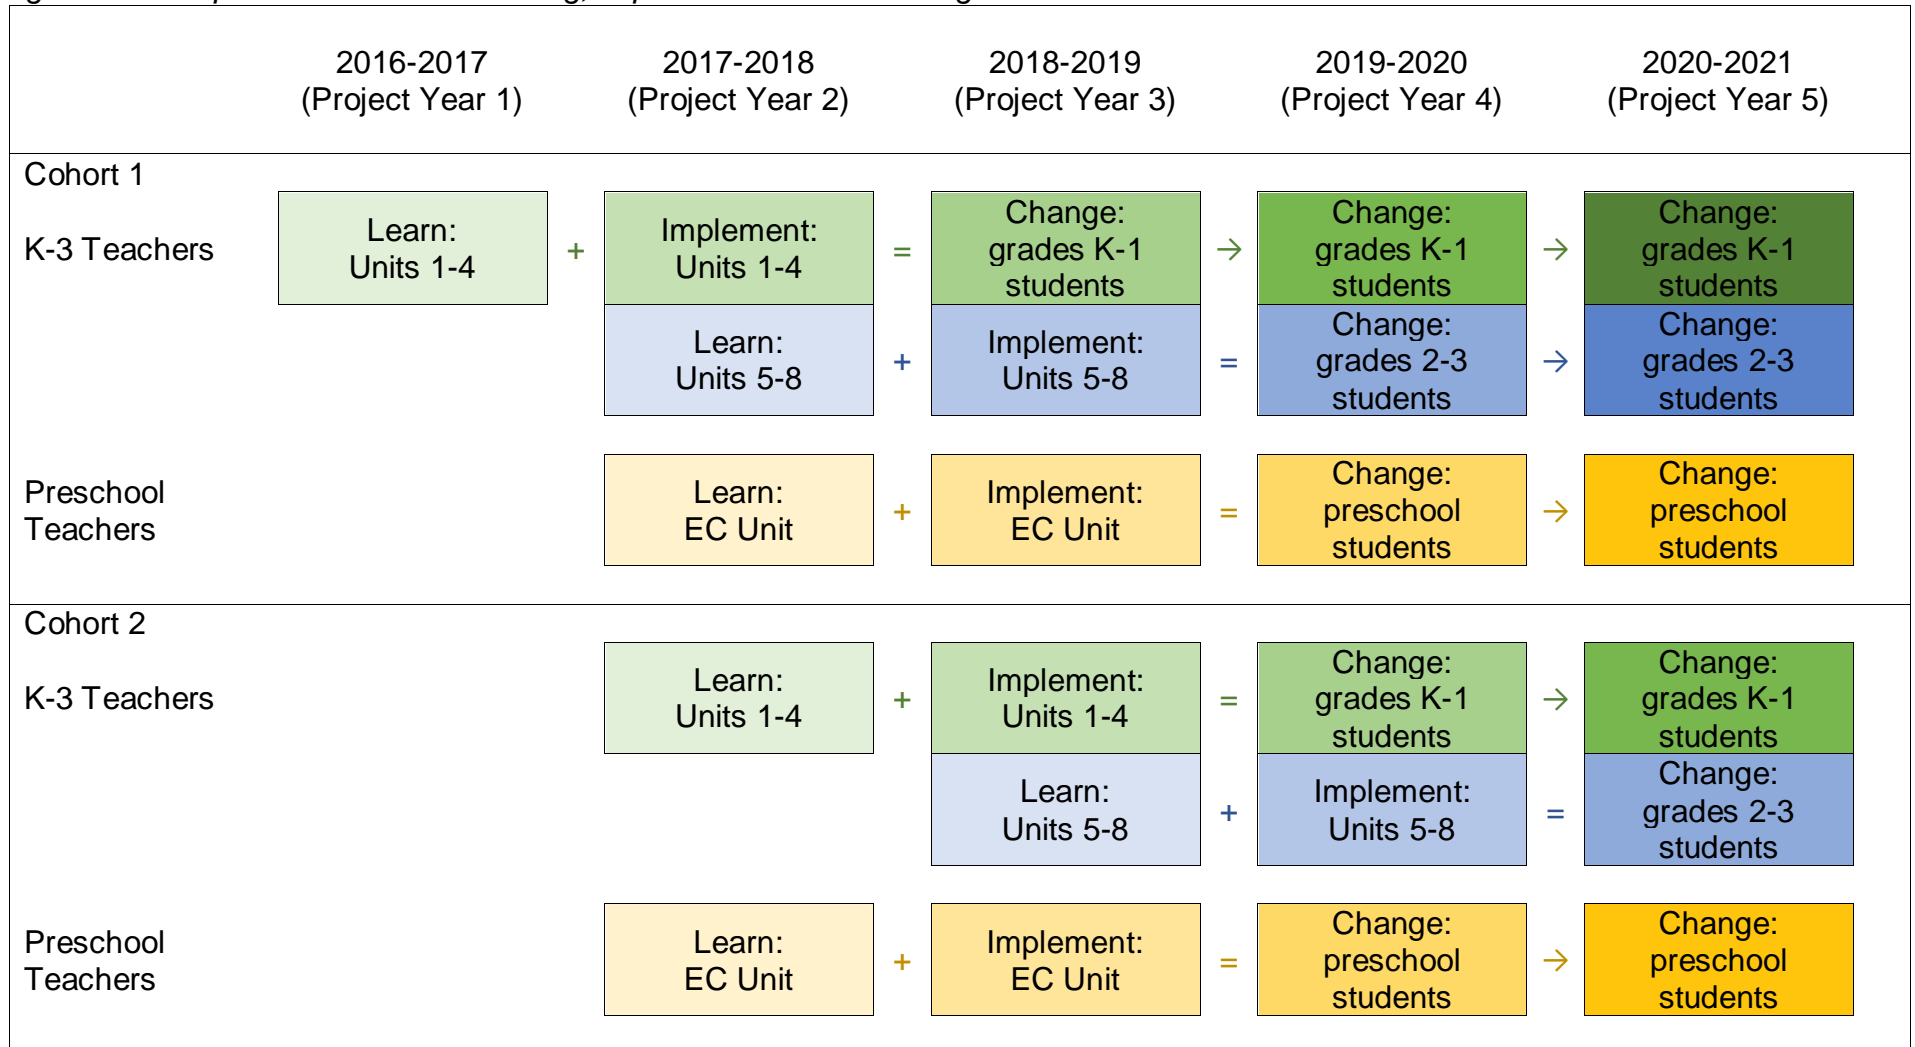 2016-2017
(Project Year 1)
2017-2018
(Project Year 2)
2018-2019
(Project Year 3)
2019-2020
(Project Year 4)
2020-2021
(Project Year 5)
Cohort 1
K-3 Teachers
Learn:
Units 1-4
+
Implement:
Units 1-4
=
Change:
grades K-1
students
→
Change:
grades K-1
students
→
Change:
grades K-1
students
Learn:
Units 5-8
+
Implement:
Units 5-8
=
Change:
grades 2-3
students
→
Change:
grades 2-3
students
Preschool
Teachers
Learn:
EC Unit
+
Implement:
EC Unit
=
Change:
preschool
students
→
Change:
preschool
students
Cohort 2
K-3 Teachers
Learn:
Units 1-4
+
Implement:
Units 1-4
=
Change:
grades K-1
students
→
Change:
grades K-1
students
Learn:
Units 5-8
+
Implement:
Units 5-8
=
Change:
grades 2-3
students
Preschool
Teachers
Learn:
EC Unit
+
Implement:
EC Unit
=
Change:
preschool
students
→
Change:
preschool
students